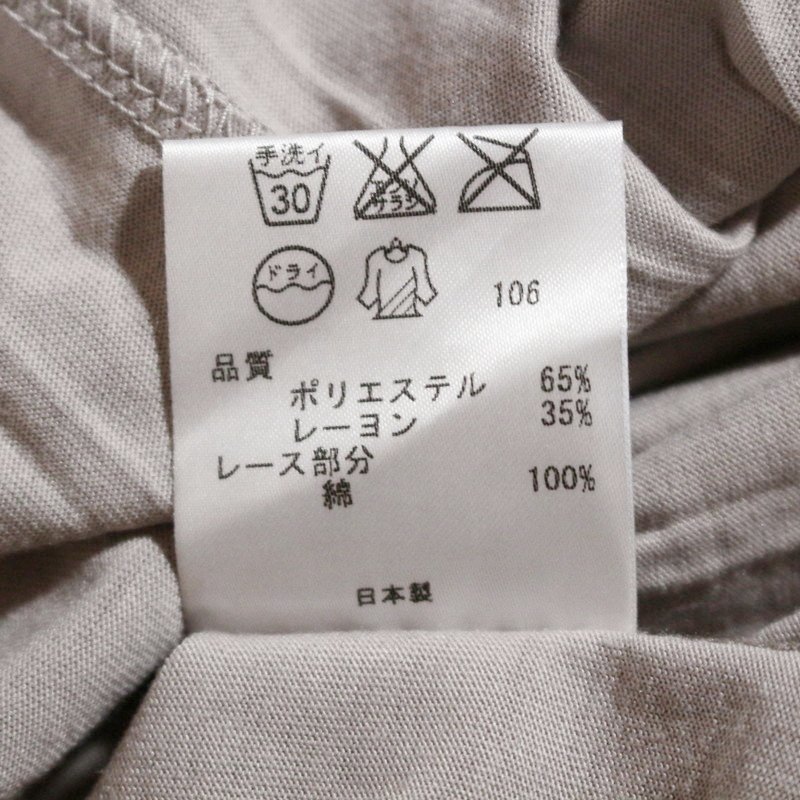 手洗イ
30
エンソ
サラシ
ドライ
106
品質
ポリエステル 65%
レーヨン 35%
レース部分
綿 100%
日本製